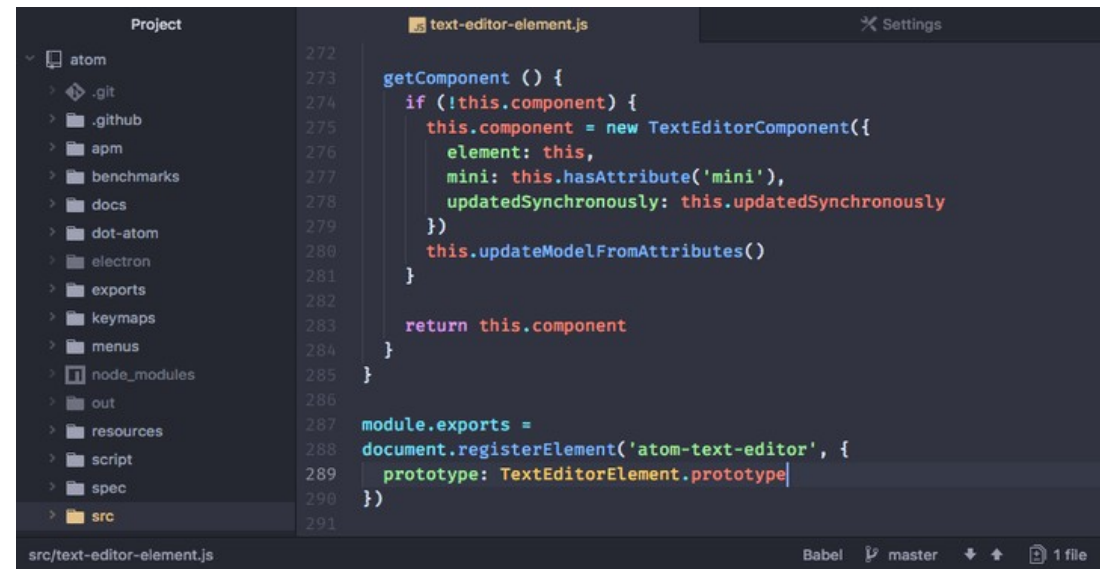 Project
text-editor-element.js
Settings
atom
.git
.github
apm
benchmarks
docs
dot-atom
electron
exports
keymaps
menus
node_modules
out
resources
script
spec
src
272
273 getComponent () {
274 if (!this.component) {
275 this.component = new TextEditorComponent({
276 element: this,
277 mini: this.hasAttribute('mini'),
278 updatedSynchronously: this.updatedSynchronously
279 })
280 this.updateModelFromAttributes()
281 }
282
283 return this.component
284 }
285 }
286
287 module.exports =
288 document.registerElement('atom-text-editor', {
289 prototype: TextEditorElement.prototype
290 })
291
src/text-editor-element.js
Babel
master
1 file